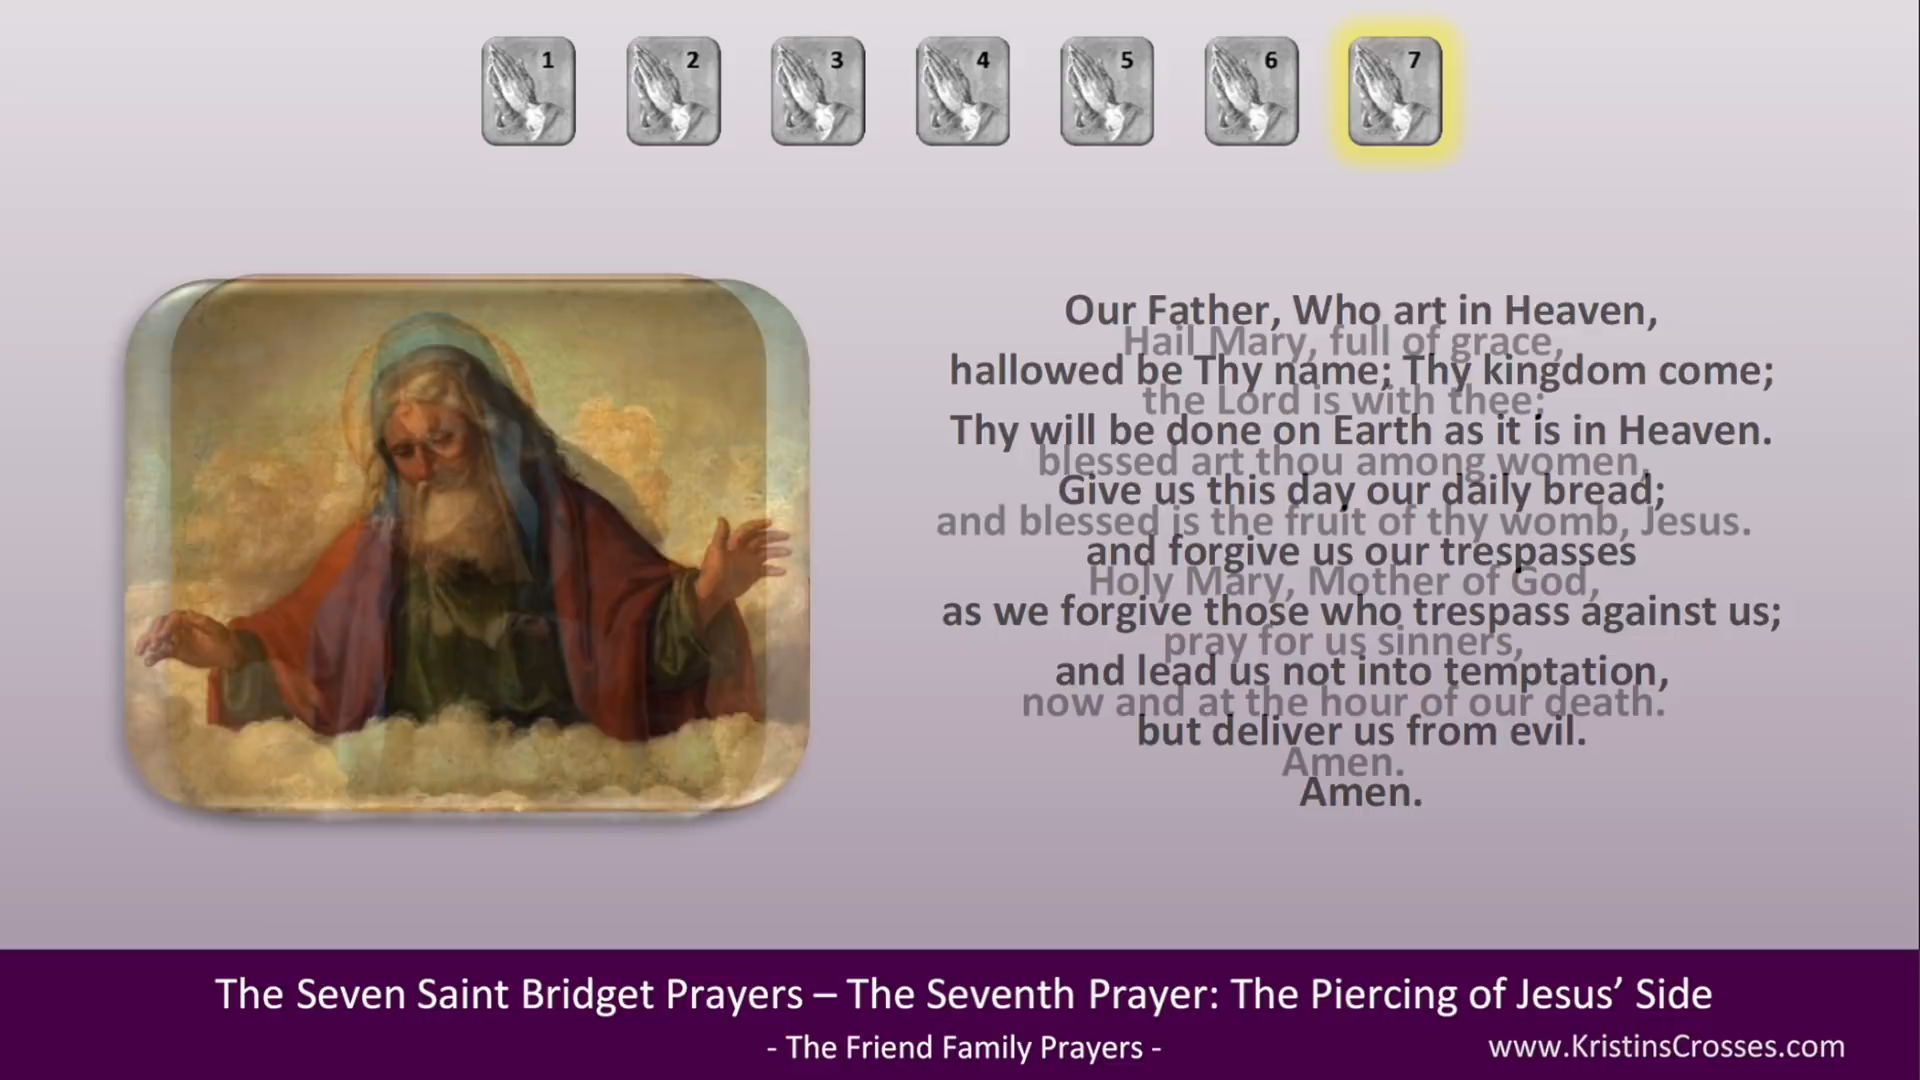 1 2 3 4 5 6 7
Our Father, Who art in Heaven,
Hail Mary, full of grace,
hallowed be Thy name; Thy kingdom come;
the Lord is with thee;
Thy will be done on Earth as it is in Heaven.
blessed art thou among women,
Give us this day our daily bread;
and blessed is the fruit of thy womb, Jesus.
and forgive us our trespasses
Holy Mary, Mother of God,
as we forgive those who trespass against us;
pray for us sinners,
and lead us not into temptation,
now and at the hour of our death.
but deliver us from evil.
Amen.
Amen.
The Seven Saint Bridget Prayers – The Seventh Prayer: The Piercing of Jesus’ Side
- The Friend Family Prayers -
www.KristinsCrosses.com